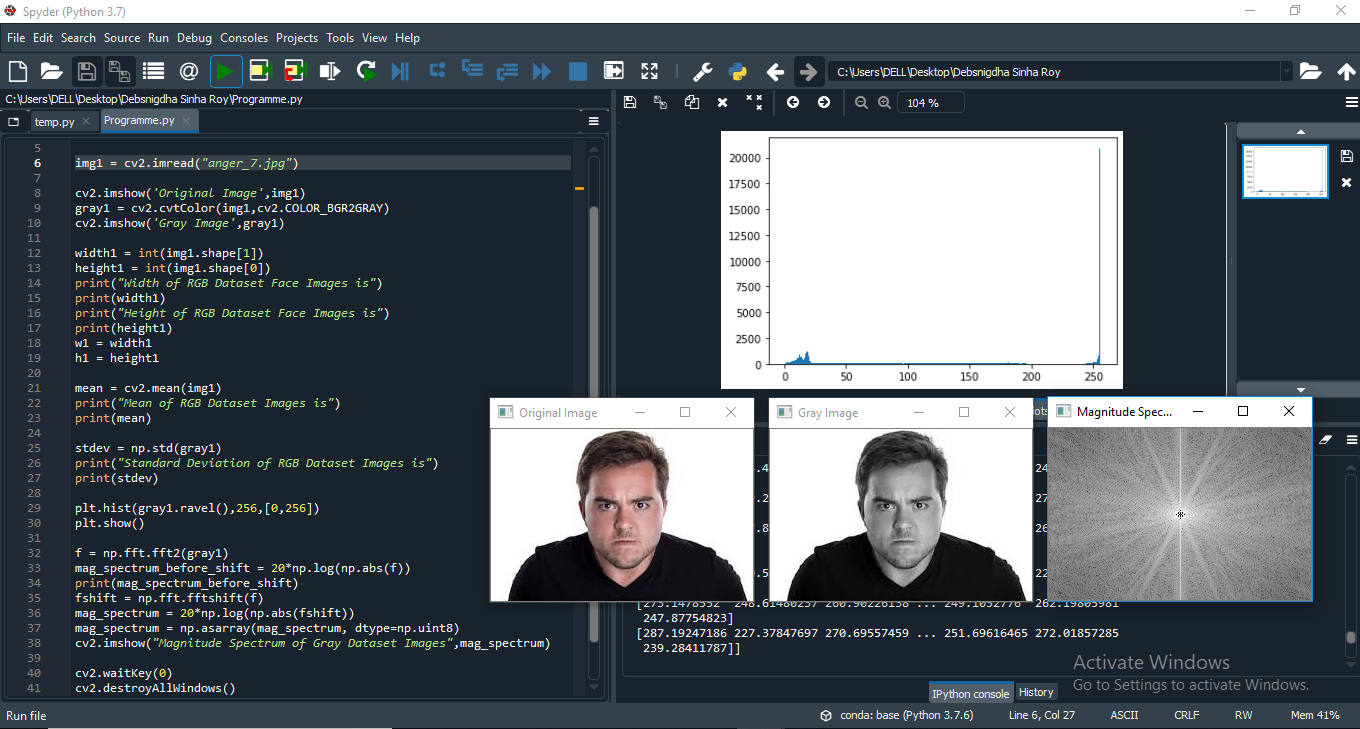 Spyder (Python 3.7)
File Edit Search Source Run Debug Consoles Projects Tools View Help
C:\Users\DELL\Desktop\Debsnigdha Sinha Roy
C:\Users\DELL\Desktop\Debsnigdha Sinha Roy\Programme.py
temp.py Programme.py
5
6 img1 = cv2.imread("anger_7.jpg")
7
8 cv2.imshow('Original Image',img1)
9 gray1 = cv2.cvtColor(img1,cv2.COLOR_BGR2GRAY)
10 cv2.imshow('Gray Image',gray1)
11
12 width1 = int(img1.shape[1])
13 height1 = int(img1.shape[0])
14 print("Width of RGB Dataset Face Images is")
15 print(width1)
16 print("Height of RGB Dataset Face Images is")
17 print(height1)
18 w1 = width1
19 h1 = height1
20
21 mean = cv2.mean(img1)
22 print("Mean of RGB Dataset Images is")
23 print(mean)
24
25 stdev = np.std(gray1)
26 print("Standard Deviation of RGB Dataset Images is")
27 print(stdev)
28
29 plt.hist(gray1.ravel(),256,[0,256])
30 plt.show()
31
32 f = np.fft.fft2(gray1)
33 mag_spectrum_before_shift = 20*np.log(np.abs(f))
34 print(mag_spectrum_before_shift)
35 fshift = np.fft.fftshift(f)
36 mag_spectrum = 20*np.log(np.abs(fshift))
37 mag_spectrum = np.asarray(mag_spectrum, dtype=np.uint8)
38 cv2.imshow("Magnitude Spectrum of Gray Dataset Images",mag_spectrum)
39
40 cv2.waitKey(0)
41 cv2.destroyAllWindows()
104 %
20000
17500
15000
12500
10000
7500
5000
2500
0
0 50 100 150 200 250
Original Image
Gray Image
Magnitude Spec...
[273.1478552 248.61480237 260.90226158 ... 249.1052776 262.19805981
247.87754823]
[287.19247186 227.37847697 270.69557459 ... 251.69616465 272.01857285
239.28411787]]
Activate Windows
Go to Settings to activate Windows.
IPython console History
Run file
conda: base (Python 3.7.6) Line 6, Col 27 ASCII CRLF RW Mem 41%